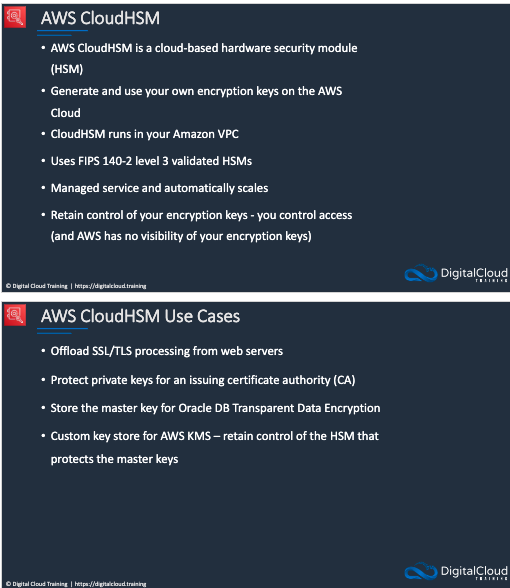 AWS CloudHSM
• AWS CloudHSM is a cloud-based hardware security module
(HSM)
• Generate and use your own encryption keys on the AWS
Cloud
• CloudHSM runs in your Amazon VPC
• Uses FIPS 140-2 level 3 validated HSMs
• Managed service and automatically scales
• Retain control of your encryption keys - you control access
(and AWS has no visibility of your encryption keys)
© Digital Cloud Training | https://digitalcloud.training
DigitalCloud
TRAINING
AWS CloudHSM Use Cases
• Offload SSL/TLS processing from web servers
• Protect private keys for an issuing certificate authority (CA)
• Store the master key for Oracle DB Transparent Data Encryption
• Custom key store for AWS KMS – retain control of the HSM that
protects the master keys
© Digital Cloud Training | https://digitalcloud.training
DigitalCloud
TRAINING